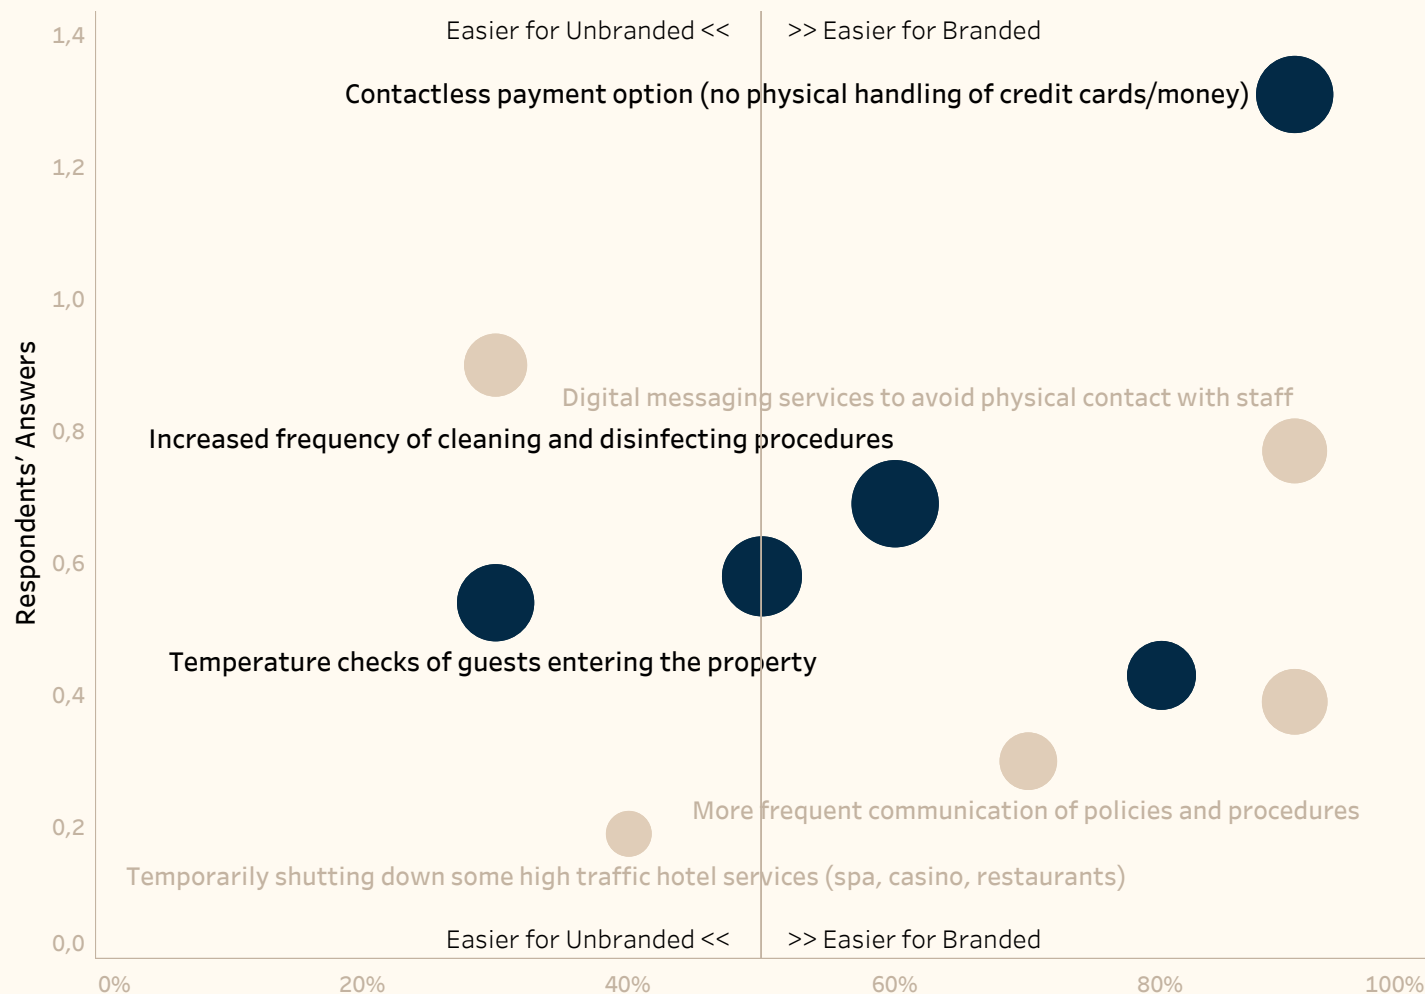 Easier for Unbranded << >> Easier for Branded
1,4
Contactless payment option (no physical handling of credit cards/money)
1,2
1,0
Digital messaging services to avoid physical contact with staff
0,8
Increased frequency of cleaning and disinfecting procedures
Respondents’ Answers
0,6
Temperature checks of guests entering the property
0,4
More frequent communication of policies and procedures
0,2
Temporarily shutting down some high traffic hotel services (spa, casino, restaurants)
0,0
Easier for Unbranded << >> Easier for Branded
0% 20% 40% 60% 80% 100%